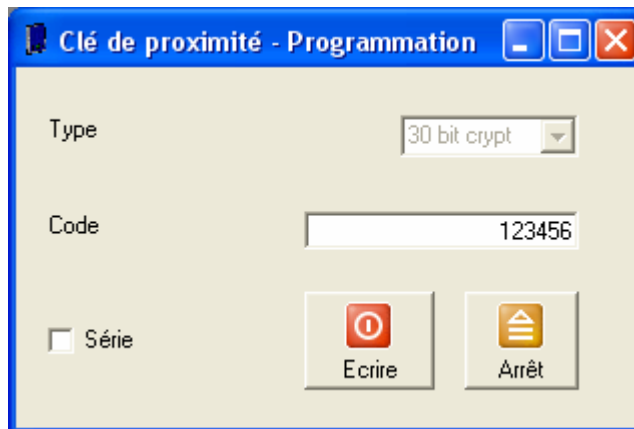 Clé de proximité - Programmation
Type
30 bit crypt
Code
123456
Série
Ecrire
Arrêt